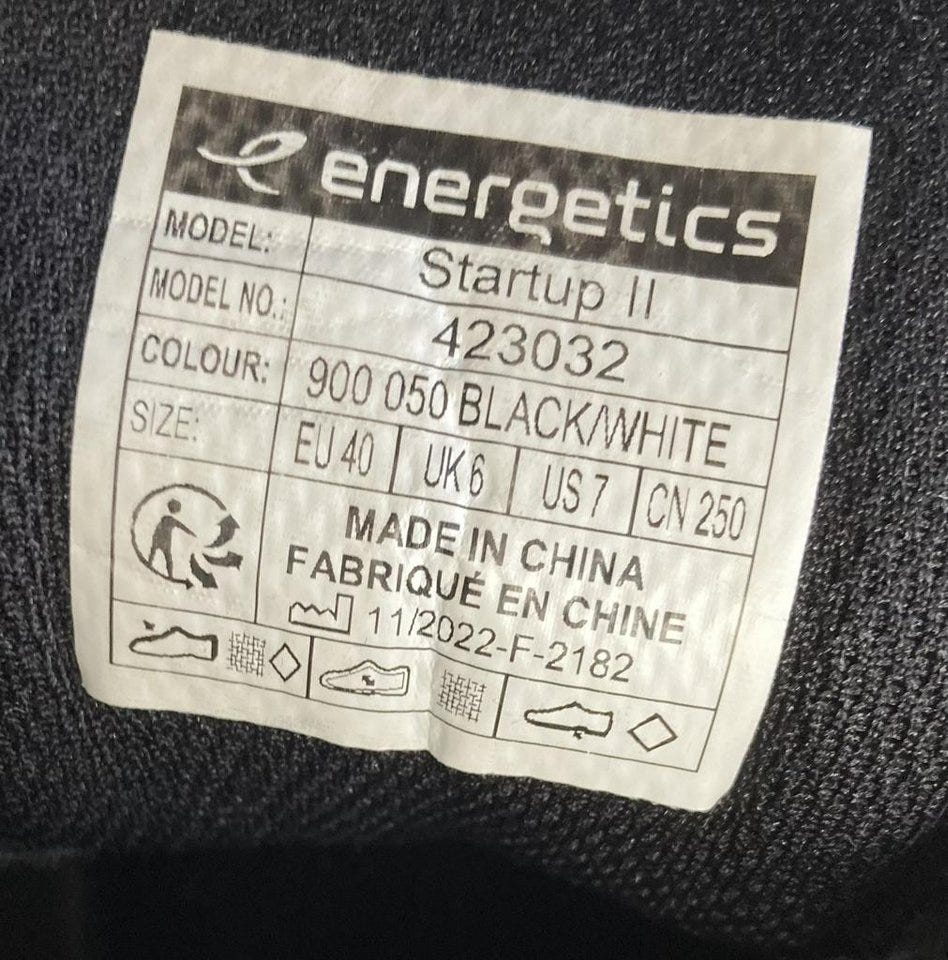 energetics
MODEL: Startup II
MODEL NO.: 423032
COLOUR: 900 050 BLACK/WHITE
SIZE: EU 40 UK 6 US 7 CN 250
MADE IN CHINA
FABRIQUÉ EN CHINE
11/2022-F-2182